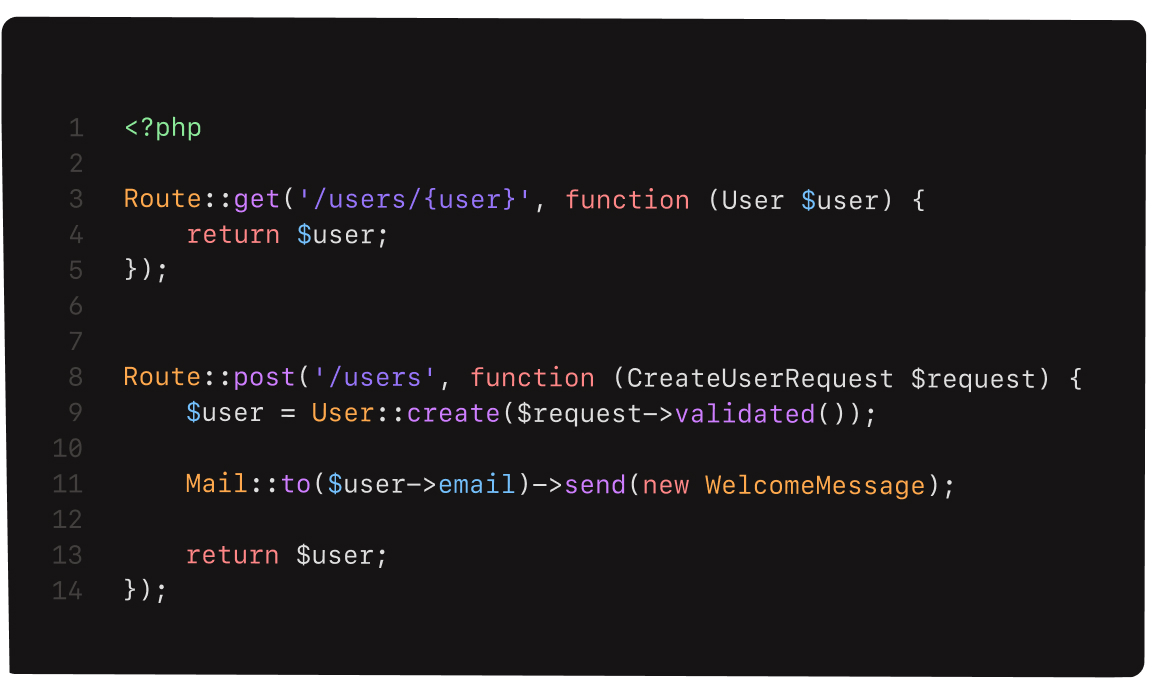 1 <?php
2
3 Route::get('/users/{user}', function (User $user) {
4     return $user;
5 });
6
7
8 Route::post('/users', function (CreateUserRequest $request) {
9     $user = User::create($request->validated());
10
11     Mail::to($user->email)->send(new WelcomeMessage);
12
13     return $user;
14 });